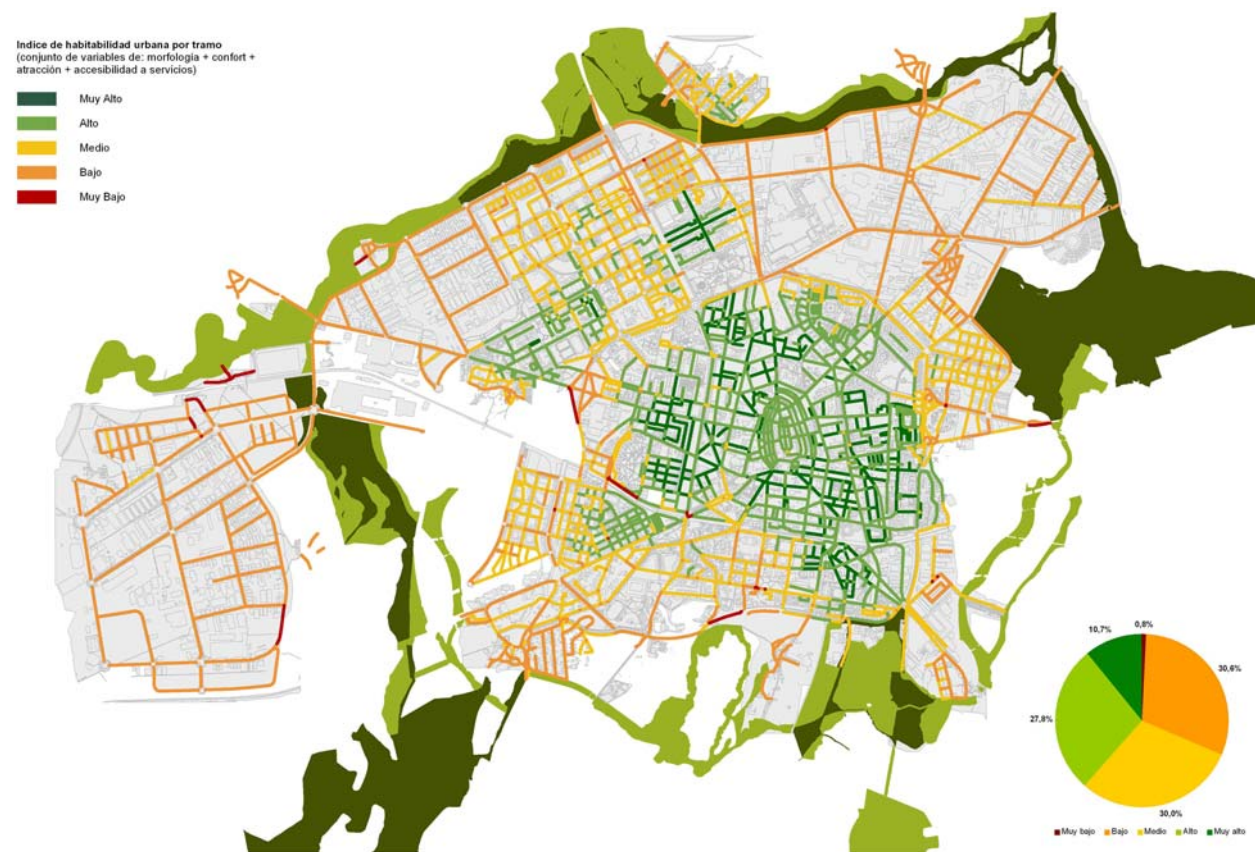 Indice de habitabilidad urbana por tramo
(conjunto de variables de: morfologia + confort +
atracción + accesibilidad a servicios)
Muy Alto
Alto
Medio
Bajo
Muy Bajo
0,8%
10,7%
30,6%
27,8%
30,0%
Muy bajo Bajo Medio Alto Muy alto